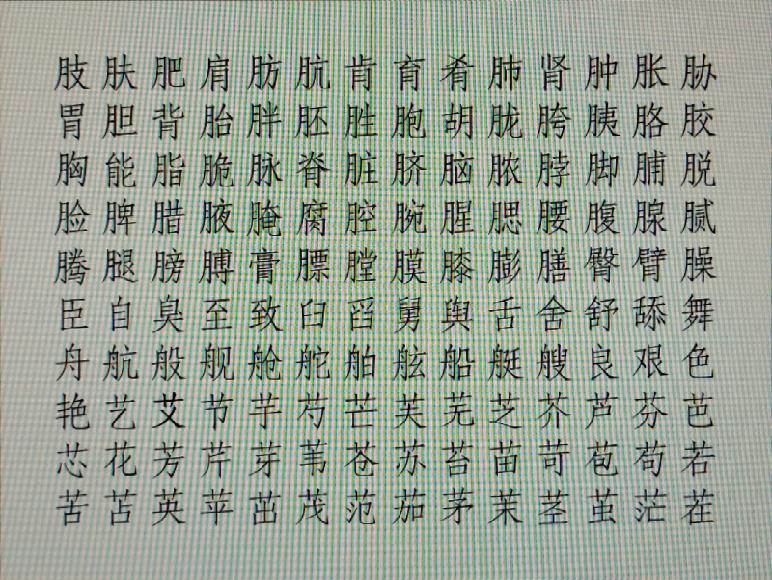 肢肤肥肩肪肮肯育肴肺肾肿胀胁
胃胆背胎胖胚胜胞胡胧胯胰胳胶
胸能脂脆脉脊脏脐脑脓脖脚脯脱
脸脾腊腋腌腐腔腕腥腮腰腹腺腻
腾腿膀膊膏膘膛膜膝膨膳臀臂臊
臣自臭至致臼舀舅舆舌舍舒舔舞
舟航般舰舱舵舶舷船艇艘良艰色
艳艺艾节芋芍芒芙芜芝芥芦芬芭
芯花芳芹芽苇苍苏苔苗苛苞苟若
苦苫英苹茁茂范茄茅茉茎茧茫茬